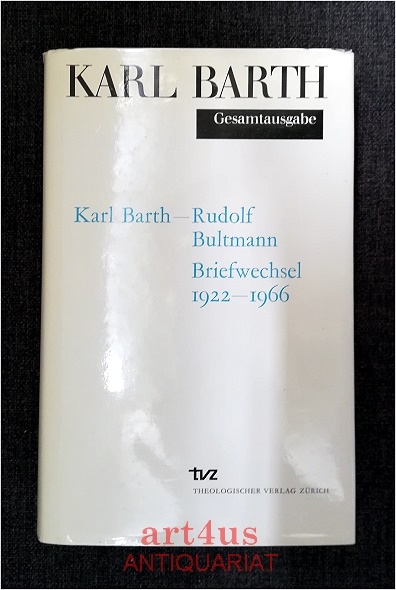 KARL BARTH
Gesamtausgabe
Karl Barth—Rudolf
Bultmann
Briefwechsel
1922—1966
tvz
THEOLOGISCHER VERLAG ZÜRICH
art4us
ANTIQUARIAT